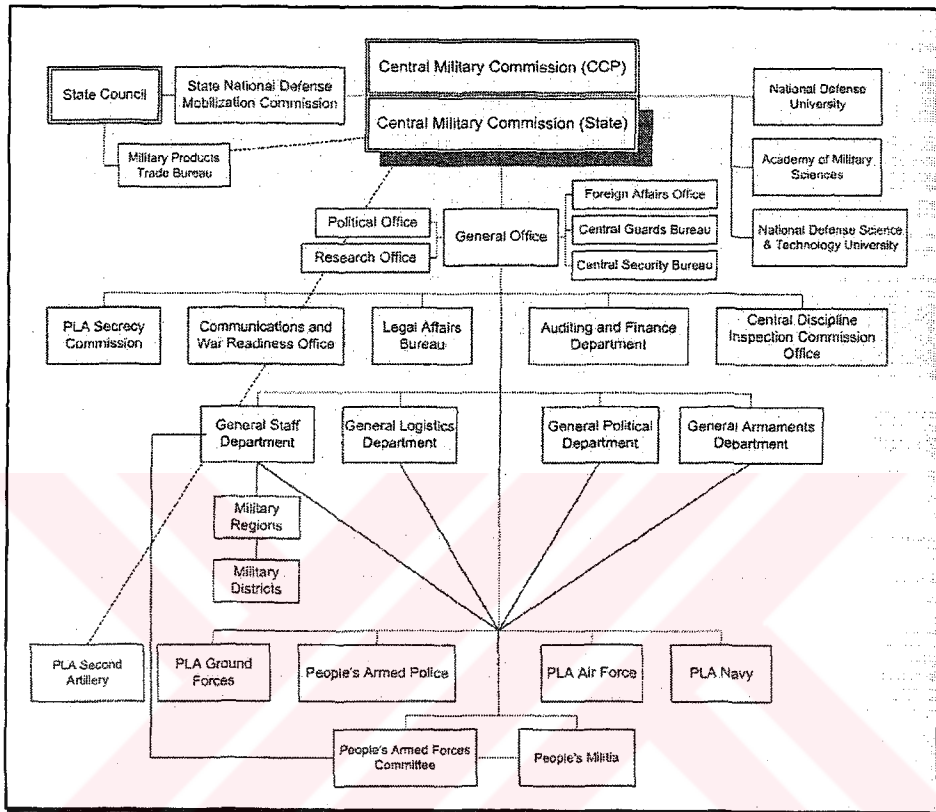 Central Military Commission (CCP)
State Council
State National Defense
Mobilization Commission
National Defense
University
Central Military Commission (State)
Military Products
Trade Bureau
Academy of Military
Sciences
Foreign Affairs Office
Political Office
General Office
Central Guards Bureau
National Defense Science
& Technology University
Research Office
Central Security Bureau
PLA Secrecy
Commission
Communications and
War Readiness Office
Legal Affairs
Bureau
Auditing and Finance
Department
Central Discipline
Inspection Commission
Office
General Staff
Department
General Logistics
Department
General Political
Department
General Armaments
Department
Military
Regions
Military
Districts
PLA Second
Artillery
PLA Ground
Forces
People's Armed Police
PLA Air Force
PLA Navy
People's Armed Forces
Committee
People's Militia